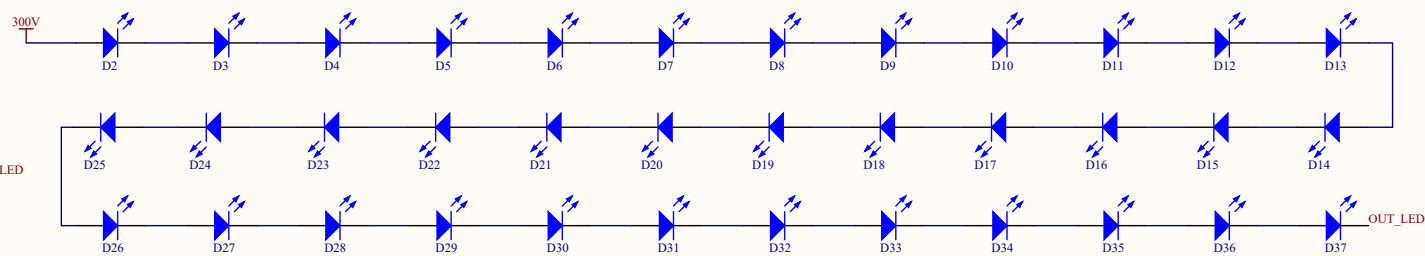 300V
D2 D3 D4 D5 D6 D7 D8 D9 D10 D11 D12 D13
D25 D24 D23 D22 D21 D20 D19 D18 D17 D16 D15 D14
LED
OUT_LED
D26 D27 D28 D29 D30 D31 D32 D33 D34 D35 D36 D37